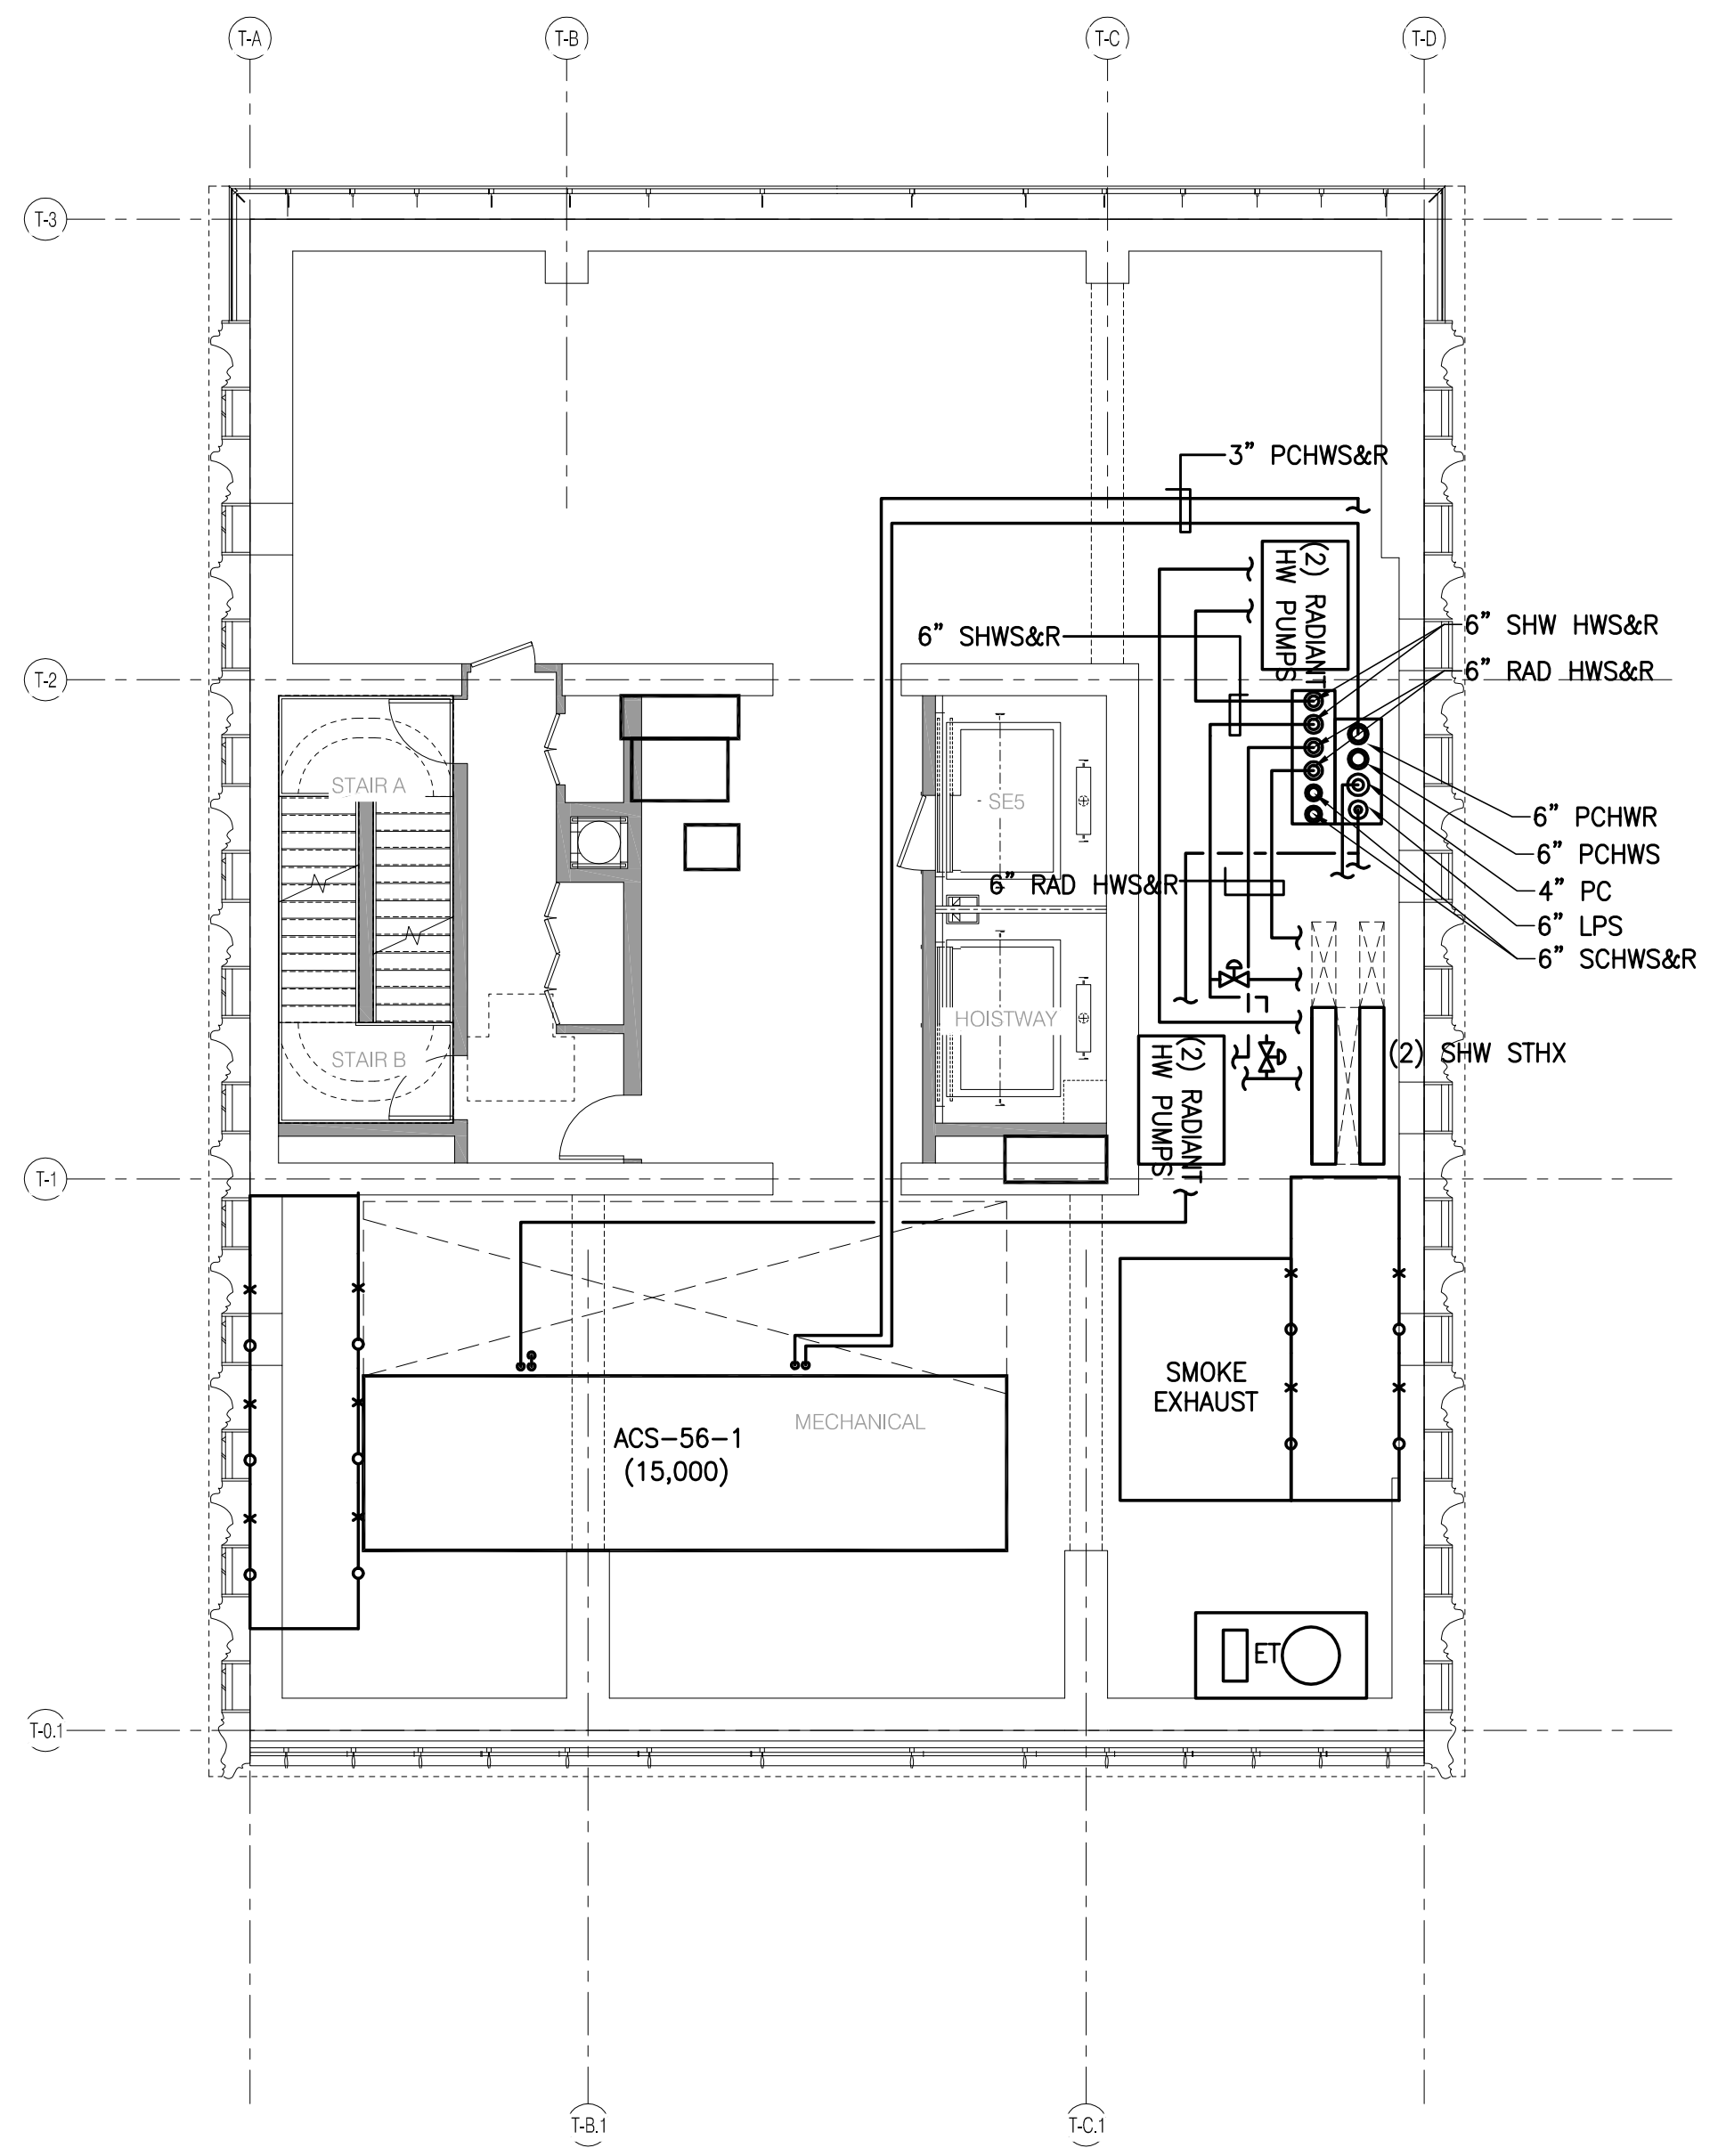 T-A
T-B
T-C
T-D
T-3
3” PCHWS&R
(2) RADIANT
HW PUMPS
6” SHWS&R
6” SHW HWS&R
6” RAD HWS&R
T-2
STAIR A
SE5
6” PCHWR
6” PCHWS
6” RAD HWS&R
4” PC
6” LPS
6” SCHWS&R
HOISTWAY
STAIR B
(2) SHW STHX
(2) RADIANT
HW PUMPS
T-1
SMOKE
EXHAUST
MECHANICAL
ACS-56-1
(15,000)
ET
T-0.1
T-B.1
T-C.1